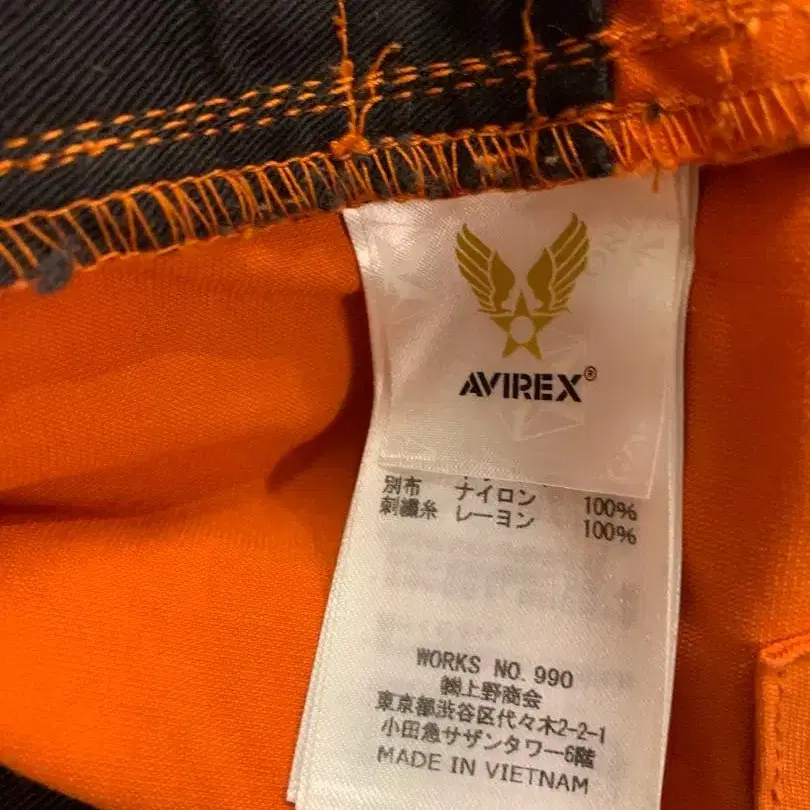 AVIREX®
別布 ナイロン 100%
刺繍糸 レーヨン 100%
WORKS NO. 990
㈱上野商会
東京都渋谷区代々木2-2-1
小田急サザンタワー6階
MADE IN VIETNAM